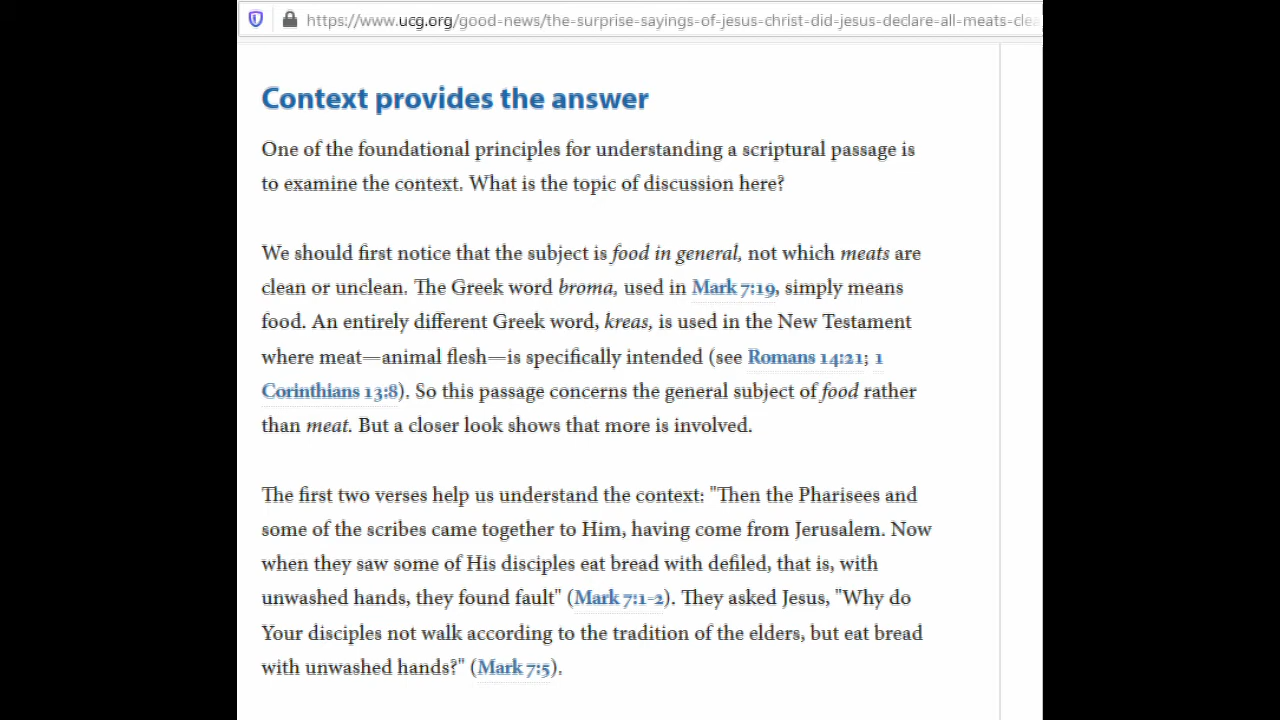 https://www.ucg.org/good-news/the-surprise-sayings-of-jesus-christ-did-jesus-declare-all-meats-clea
Context provides the answer
One of the foundational principles for understanding a scriptural passage is
to examine the context. What is the topic of discussion here?
We should first notice that the subject is food in general, not which meats are
clean or unclean. The Greek word broma, used in Mark 7:19, simply means
food. An entirely different Greek word, kreas, is used in the New Testament
where meat—animal flesh—is specifically intended (see Romans 14:21; 1
Corinthians 13:8). So this passage concerns the general subject of food rather
than meat. But a closer look shows that more is involved.
The first two verses help us understand the context: "Then the Pharisees and
some of the scribes came together to Him, having come from Jerusalem. Now
when they saw some of His disciples eat bread with defiled, that is, with
unwashed hands, they found fault" (Mark 7:1-2). They asked Jesus, "Why do
Your disciples not walk according to the tradition of the elders, but eat bread
with unwashed hands?" (Mark 7:5).